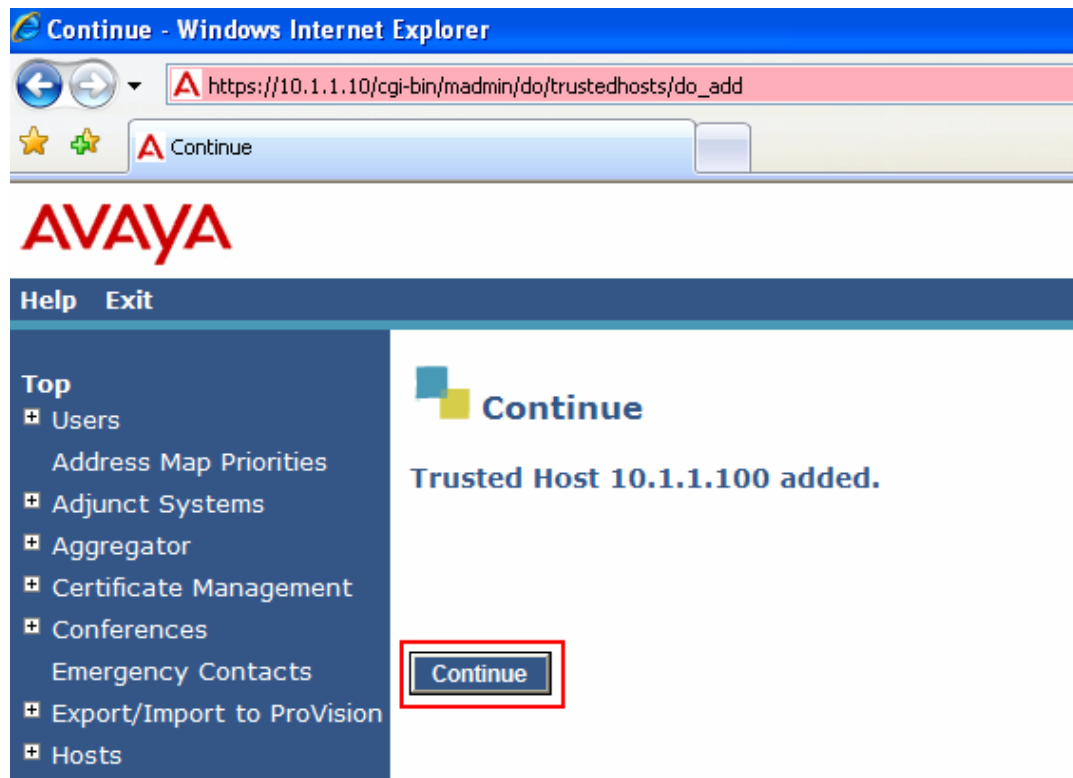 Continue - Windows Internet Explorer
https://10.1.1.10/cgi-bin/madmin/do/trustedhosts/do_add
Continue
AVAYA
Help Exit
Top
Users
Address Map Priorities
Adjunct Systems
Aggregator
Certificate Management
Conferences
Emergency Contacts
Export/Import to ProVision
Hosts
Continue
Trusted Host 10.1.1.100 added.
Continue